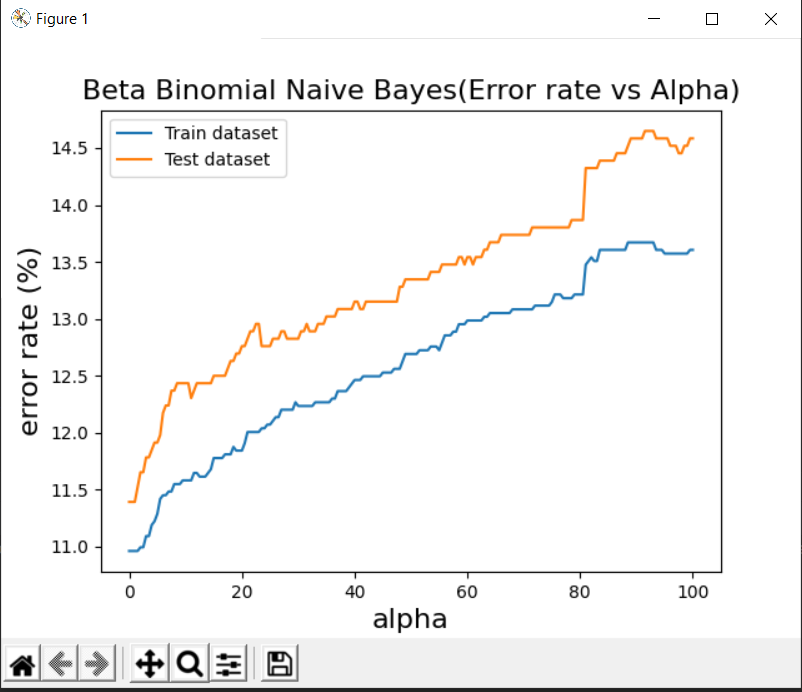 Figure 1
Beta Binomial Naive Bayes(Error rate vs Alpha)
Train dataset
Test dataset
14.5
14.0
13.5
13.0
12.5
12.0
11.5
11.0
error rate (%)
0 20 40 60 80 100
alpha